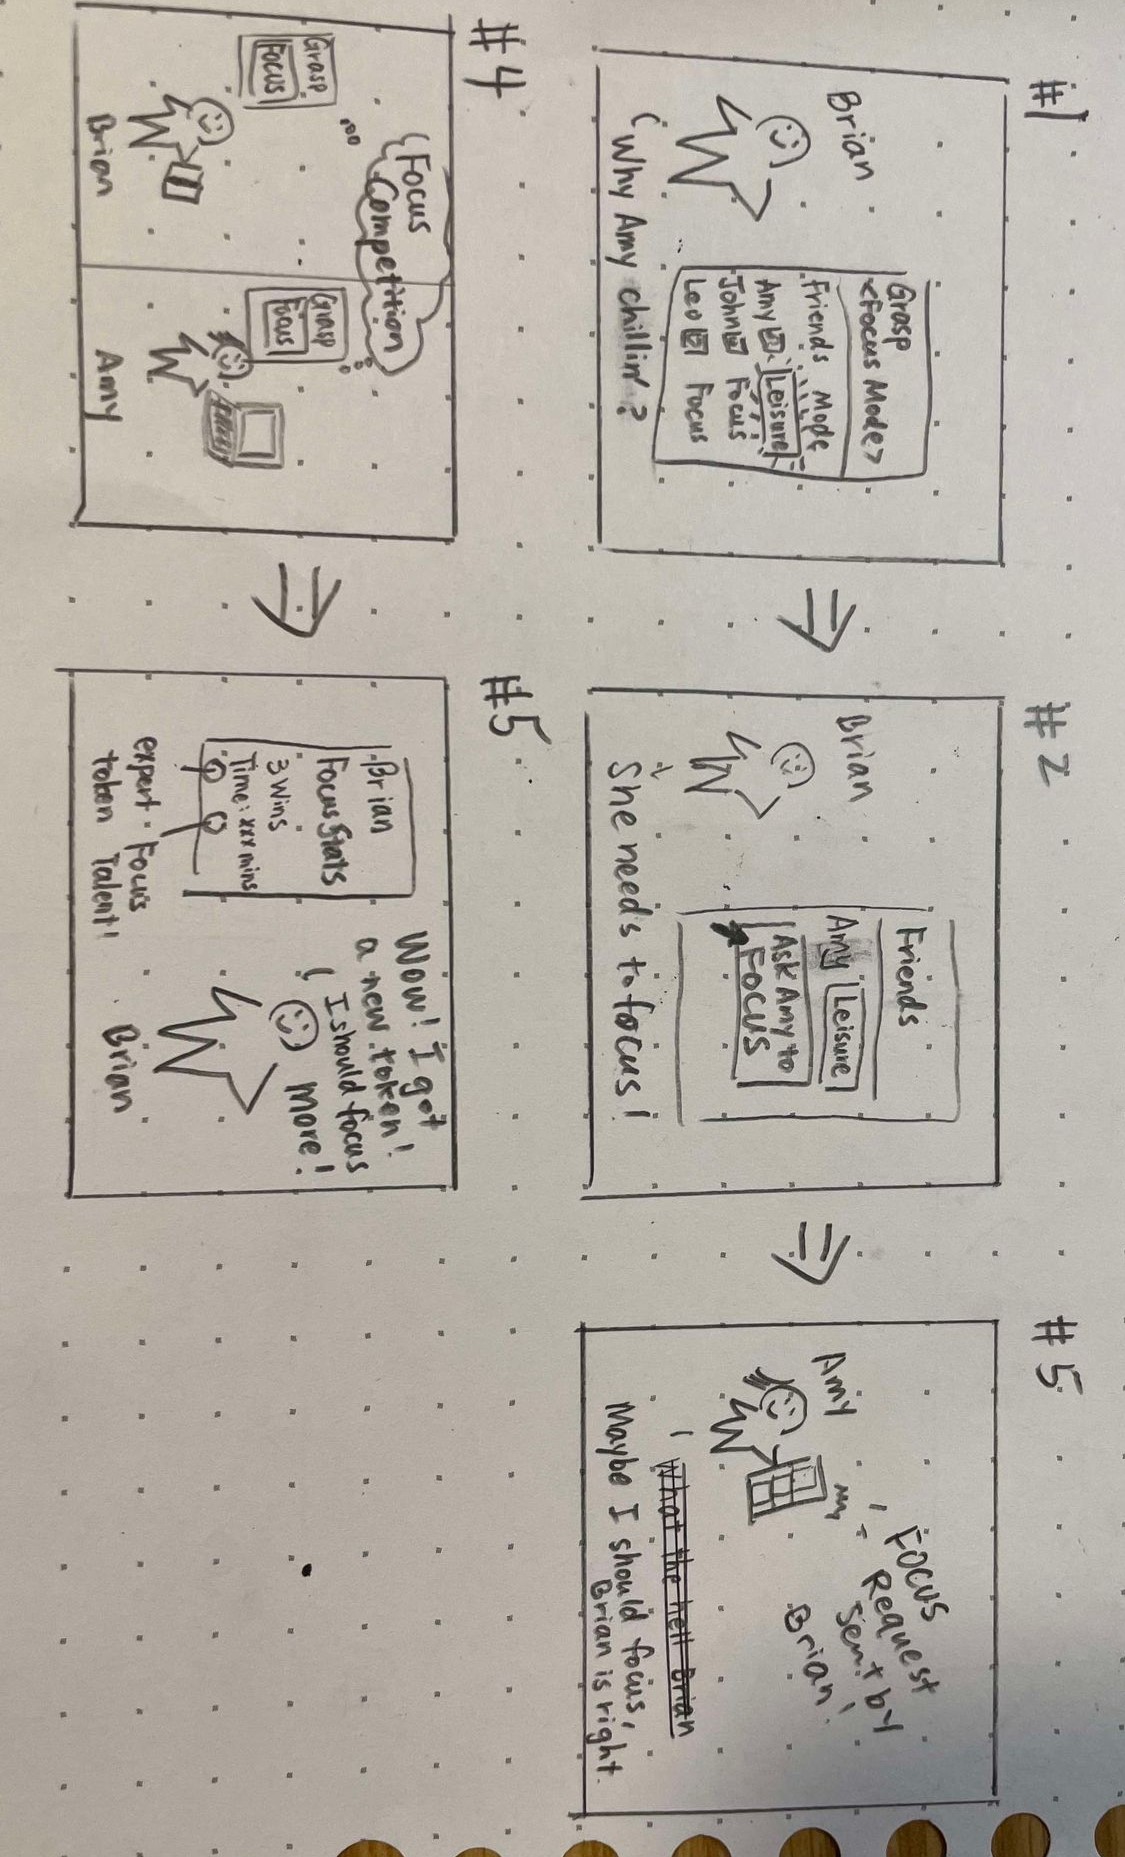 #1
Brian
Grasp
<Focus Mode>
Friends Mode
Amy Leisure
John Focus
Leo Focus
Why Amy chillin'?
#2
Brian
Friends
Amy Leisure
Ask Amy to
FOCUS
She needs to focus!
#5
Amy
FOCUS
Request
Sent by
Brian!
What the hell Brian
Maybe I should focus,
Brian is right.
#4
Focus
Competition
Grasp
Focus
Brian
Grasp
Focus
Amy
#5
Brian
Focus Stats
3 Wins
Time: xxx mins
expert
token
Focus
Talent!
Wow! I got
a new token!
I should focus
more!
Brian